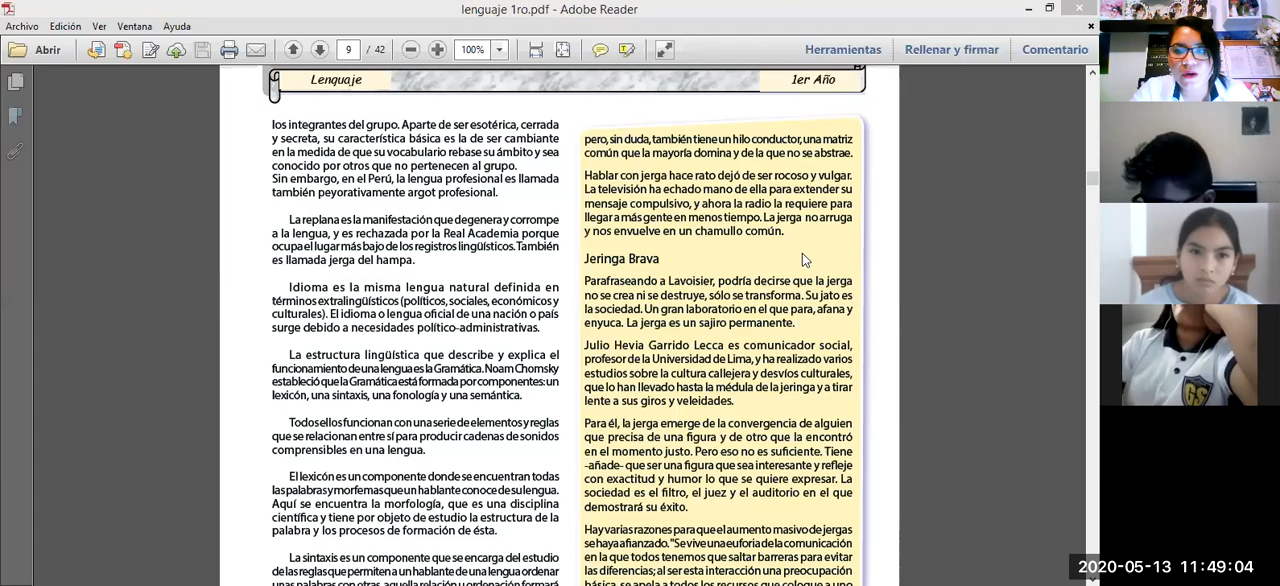 lenguaje 1ro.pdf - Adobe Reader
Archivo Edición Ver Ventana Ayuda
Abrir
9 / 42
100%
Herramientas
Rellenar y firmar
Comentario
Lenguaje
1er Año
los integrantes del grupo. Aparte de ser esotérica, cerrada
y secreta, su característica básica es la de ser cambiante
en la medida de que su vocabulario rebase su ámbito y sea
conocido por otros que no pertenecen al grupo.
Sin embargo, en el Perú, la lengua profesional es llamada
también peyorativamente argot profesional.
La replana es la manifestación que degenera y corrompe
a la lengua, y es rechazada por la Real Academia porque
ocupa el lugar más bajo de los registros lingüísticos. También
es llamada jerga del hampa.
Idioma es la misma lengua natural definida en
términos extralingüísticos (políticos, sociales, económicos y
culturales). El idioma o lengua oficial de una nación o país
surge debido a necesidades político-administrativas.
La estructura lingüística que describe y explica el
funcionamiento de una lengua es la Gramática. Noam Chomsky
estableció que la Gramática está formada por componentes: un
lexicón, una sintaxis, una fonología y una semántica.
Todos ellos funcionan con una serie de elementos y reglas
que se relacionan entre sí para producir cadenas de sonidos
comprensibles en una lengua.
El lexicón es un componente donde se encuentran todas
las palabras y morfemas que un hablante conoce de su lengua.
Aquí se encuentra la morfología, que es una disciplina
científica y tiene por objeto de estudio la estructura de la
palabra y los procesos de formación de ésta.
La sintaxis es un componente que se encarga del estudio
de las reglas que permiten a un hablante de una lengua ordenar
unas palabras con otras, aquella relación u ordenación formará
pero, sin duda, también tiene un hilo conductor, una matriz
común que la mayoría domina y de la que no se abstrae.
Hablar con jerga hace rato dejó de ser rocoso y vulgar.
La televisión ha echado mano de ella para extender su
mensaje compulsivo, y ahora la radio la requiere para
llegar a más gente en menos tiempo. La jerga no arruga
y nos envuelve en un chamullo común.
Jeringa Brava
Parafraseando a Lavoisier, podría decirse que la jerga
no se crea ni se destruye, sólo se transforma. Su jato es
la sociedad. Un gran laboratorio en el que para, afana y
enyuca. La jerga es un sajiro permanente.
Julio Hevia Garrido Lecca es comunicador social,
profesor de la Universidad de Lima, y ha realizado varios
estudios sobre la cultura callejera y desvíos culturales,
que lo han llevado hasta la médula de la jeringa y a tirar
lente a sus giros y veleidades.
Para él, la jerga emerge de la convergencia de alguien
que precisa de una figura y de otro que la encontró
en el momento justo. Pero eso no es suficiente. Tiene
-añade- que ser una figura que sea interesante y refleje
con exactitud y humor lo que se quiere expresar. La
sociedad es el filtro, el juez y el auditorio en el que
demostrará su éxito.
Hay varias razones para que el aumento masivo de jergas
se haya afianzado. "Se vive una euforia de la comunicación
en la que todos tenemos que saltar barreras para evitar
las diferencias; al ser esta interacción una preocupación
básica, se apela a todos los recursos que coloque a uno
GS
2020-05-13 11:49:04